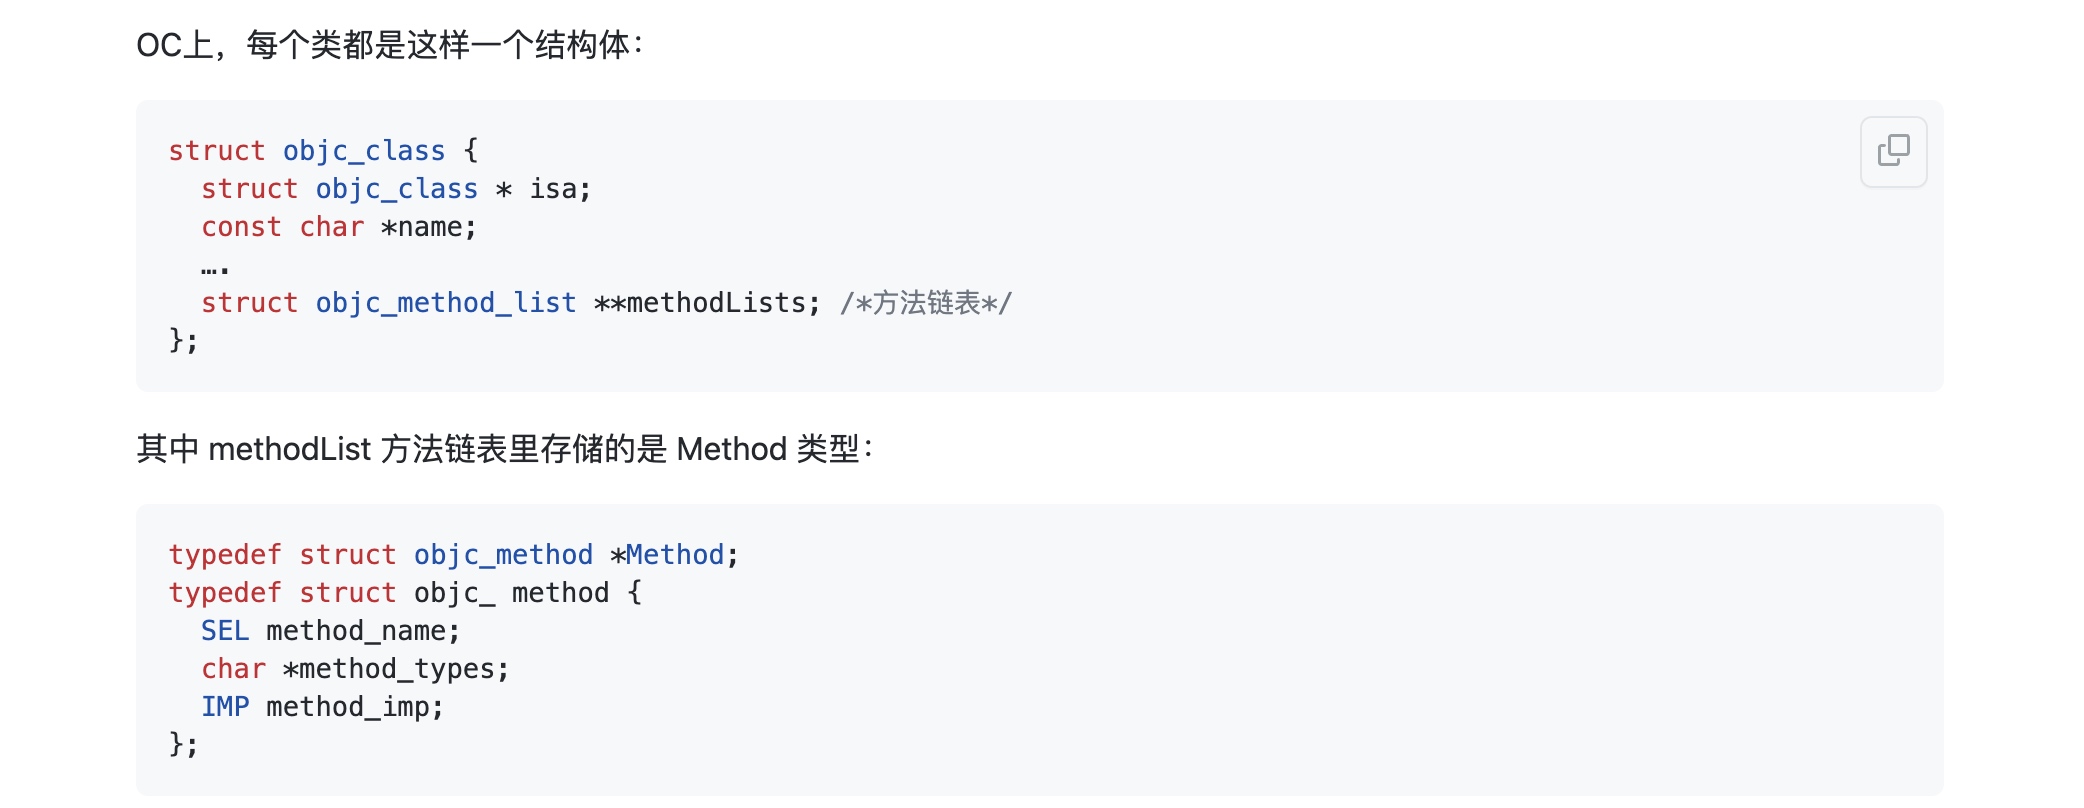 OC上，每个类都是这样一个结构体：
struct objc_class {
  struct objc_class * isa;
  const char *name;
  ….
  struct objc_method_list **methodLists; /*方法链表*/
};
其中 methodList 方法链表里存储的是 Method 类型：
typedef struct objc_method *Method;
typedef struct objc_ method {
  SEL method_name;
  char *method_types;
  IMP method_imp;
};